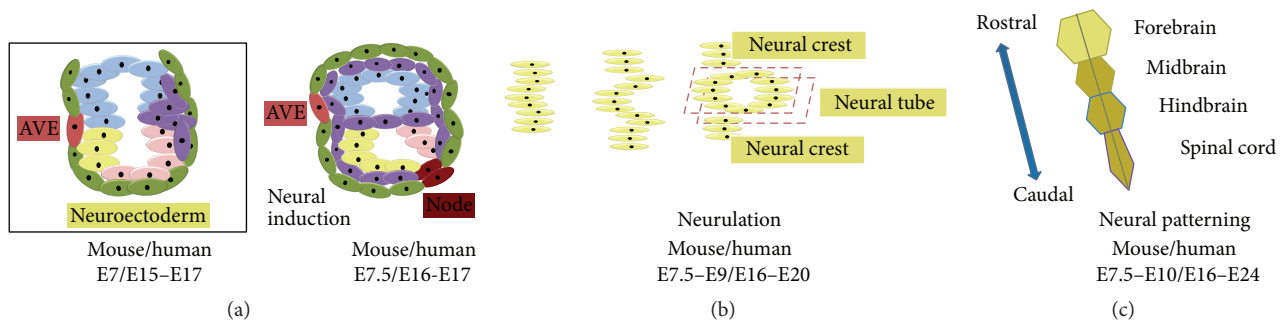 AVE
Neuroectoderm
Mouse/human
E7/E15–E17
AVE
Neural
induction
Node
Mouse/human
E7.5/E16-E17
(a)
Neural crest
Neural tube
Neural crest
Neurulation
Mouse/human
E7.5–E9/E16–E20
(b)
Rostral
Caudal
Forebrain
Midbrain
Hindbrain
Spinal cord
Neural patterning
Mouse/human
E7.5–E10/E16–E24
(c)